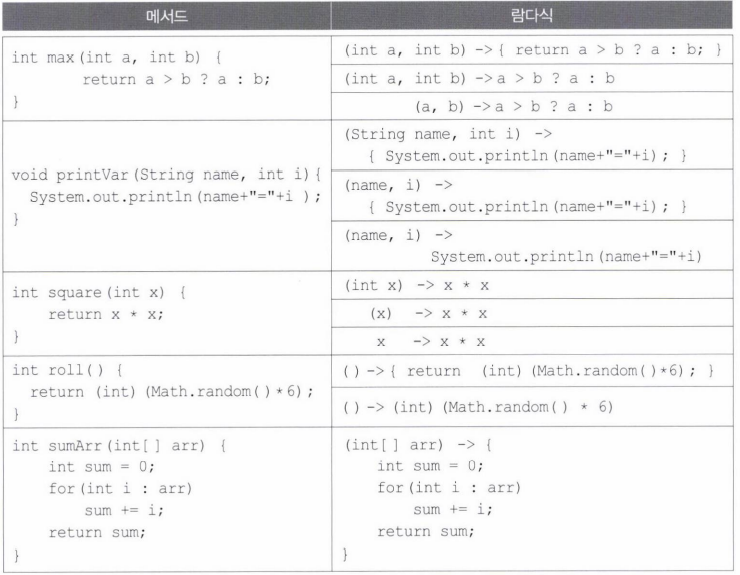 메서드
람다식
int max(int a, int b) {
return a > b ? a : b;
}
(int a, int b) -> { return a > b ? a : b; }
(int a, int b) -> a > b ? a : b
(a, b) -> a > b ? a : b
void printVar(String name, int i) {
System.out.println(name+"="+i );
}
(String name, int i) ->
{ System.out.println(name+"="+i); }
(name, i) ->
{ System.out.println(name+"="+i); }
(name, i) ->
System.out.println(name+"="+i)
int square(int x) {
return x * x;
}
(int x) -> x * x
(x) -> x * x
x -> x * x
int roll() {
return (int) (Math.random()*6);
}
() -> { return (int) (Math.random()*6); }
() -> (int) (Math.random() * 6)
int sumArr(int[] arr) {
int sum = 0;
for(int i : arr)
sum += i;
return sum;
}
(int[] arr) -> {
int sum = 0;
for(int i : arr)
sum += i;
return sum;
}